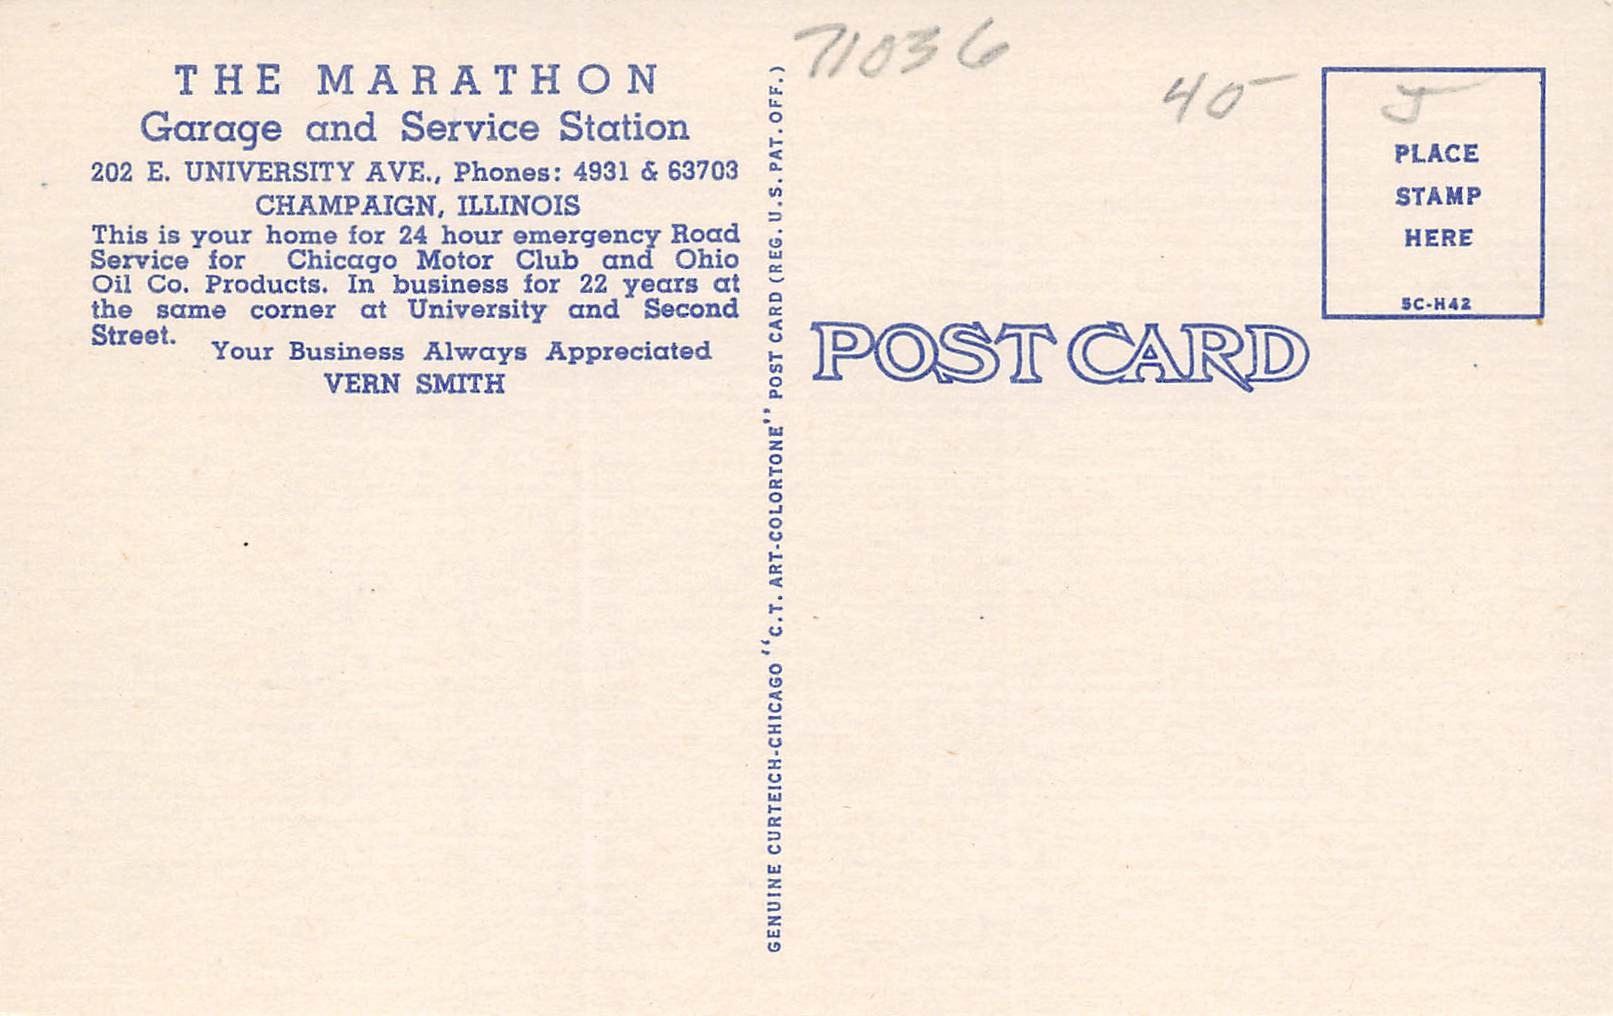 THE MARATHON
Garage and Service Station
202 E. UNIVERSITY AVE., Phones: 4931 & 63703
CHAMPAIGN, ILLINOIS
This is your home for 24 hour emergency Road
Service for Chicago Motor Club and Ohio
Oil Co. Products. In business for 22 years at
the same corner at University and Second
Street.
Your Business Always Appreciated
VERN SMITH
GENUINE CURTEICH-CHICAGO "C.T. ART-COLORTONE" POST CARD (REG. U.S. PAT. OFF.)
71036
40
J
PLACE
STAMP
HERE
5C-H42
POST CARD